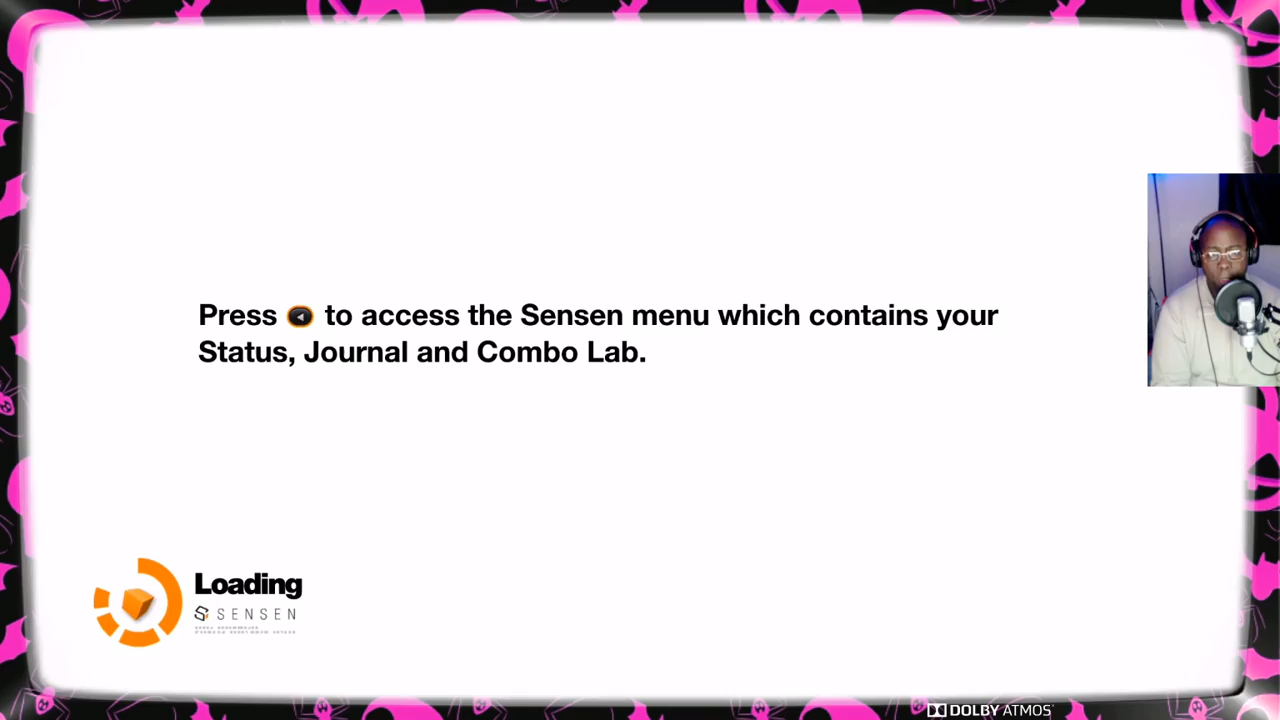 Press to access the Sensen menu which contains your
Status, Journal and Combo Lab.
Loading
SENSEN
DOLBY ATMOS